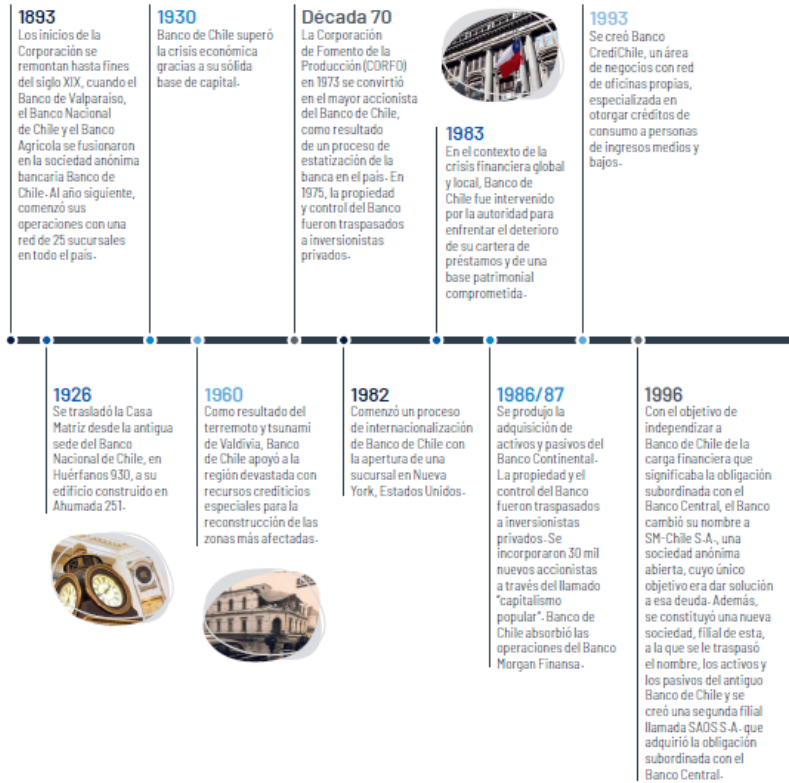 1893
Los inicios de la
Corporación se
remontan hasta fines
del siglo XIX, cuando el
Banco de Valparaíso,
el Banco Nacional
de Chile y el Banco
Agrícola se fusionaron
en la sociedad anónima
bancaria Banco de
Chile. Al año siguiente,
comenzó sus
operaciones con una
red de 25 sucursales
en todo el país.
1926
Se trasladó la Casa
Matriz desde la antigua
sede del Banco
Nacional de Chile, en
Huérfanos 930, a su
edificio construido en
Ahumada 251.
1930
Banco de Chile superó
la crisis económica
gracias a su sólida
base de capital.
1960
Como resultado del
terremoto y tsunami
de Valdivia, Banco
de Chile apoyó a la
región devastada con
recursos crediticios
especiales para la
reconstrucción de las
zonas más afectadas.
Década 70
La Corporación
de Fomento de la
Producción (CORFO)
en 1973 se convirtió
en el mayor accionista
del Banco de Chile,
como resultado
de un proceso de
estatización de la
banca en el país. En
1975, la propiedad
y control del Banco
fueron traspasados
a inversionistas
privados.
1982
Comenzó un proceso
de internacionalización
de Banco de Chile con
la apertura de una
sucursal en Nueva
York, Estados Unidos.
1983
En el contexto de la
crisis financiera global
y local, Banco de
Chile fue intervenido
por la autoridad para
enfrentar el deterioro
de su cartera de
préstamos y de una
base patrimonial
comprometida.
1986/87
Se produjo la
adquisición de
activos y pasivos del
Banco Continental.
La propiedad y el
control del Banco
fueron traspasados
a inversionistas
privados. Se
incorporaron 30 mil
nuevos accionistas
a través del llamado
"capitalismo
popular". Banco de
Chile absorbió las
operaciones del Banco
Morgan Finansa.
1993
Se creó Banco
CrediChile, un área
de negocios con red
de oficinas propias,
especializada en
otorgar créditos de
consumo a personas
de ingresos medios y
bajos.
1996
Con el objetivo de
independizar a
Banco de Chile de la
carga financiera que
significaba la obligación
subordinada con el
Banco Central, el Banco
cambió su nombre a
SM-Chile S.A., una
sociedad anónima
abierta, cuyo único
objetivo era dar solución
a esa deuda. Además,
se constituyó una nueva
sociedad, filial de esta,
a la que se le traspasó
el nombre, los activos y
los pasivos del antiguo
Banco de Chile y se
creó una segunda filial
llamada SAOS S.A. que
adquirió la obligación
subordinada con el
Banco Central.